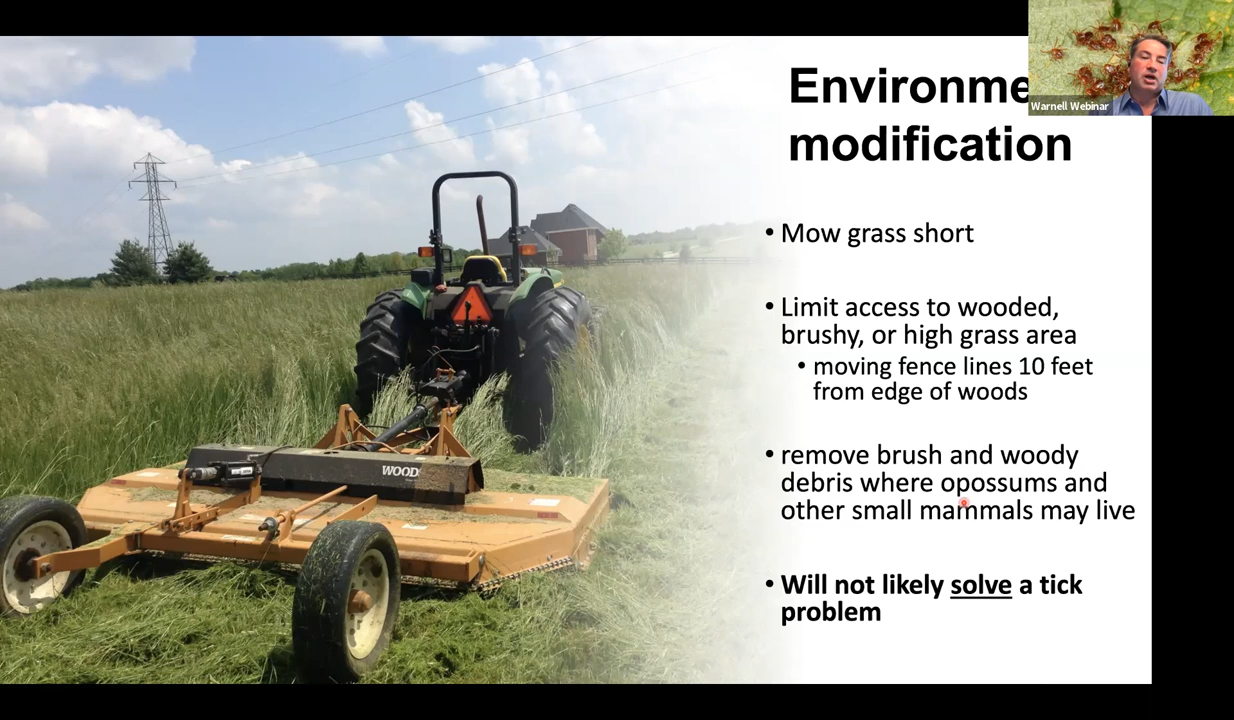 Environme
modification
Warnell Webinar
• Mow grass short
• Limit access to wooded,
brushy, or high grass area
• moving fence lines 10 feet
from edge of woods
• remove brush and woody
debris where opossums and
other small mammals may live
• Will not likely solve a tick
problem
WOOD